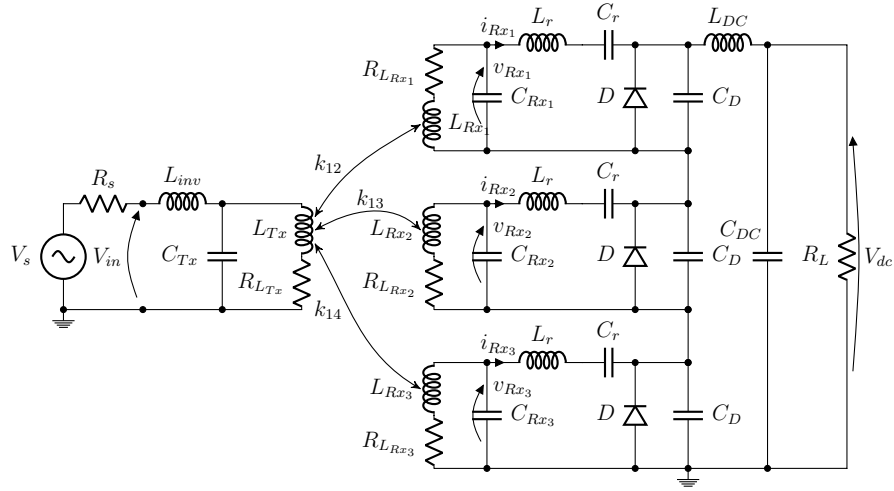 i_{Rx_1} L_r C_r L_{DC}
R_{L_{Rx_1}} v_{Rx_1} C_{Rx_1} D C_D
L_{Rx_1}
k_{12}
R_s L_{inv} k_{13} i_{Rx_2} L_r C_r
V_s V_{in} C_{Tx} L_{Tx} L_{Rx_2} v_{Rx_2} C_{Rx_2} D C_D C_{DC} R_L V_{dc}
R_{L_{Tx}} R_{L_{Rx_2}}
k_{14}
i_{Rx_3} L_r C_r
L_{Rx_3} v_{Rx_3} C_{Rx_3} D C_D
R_{L_{Rx_3}}